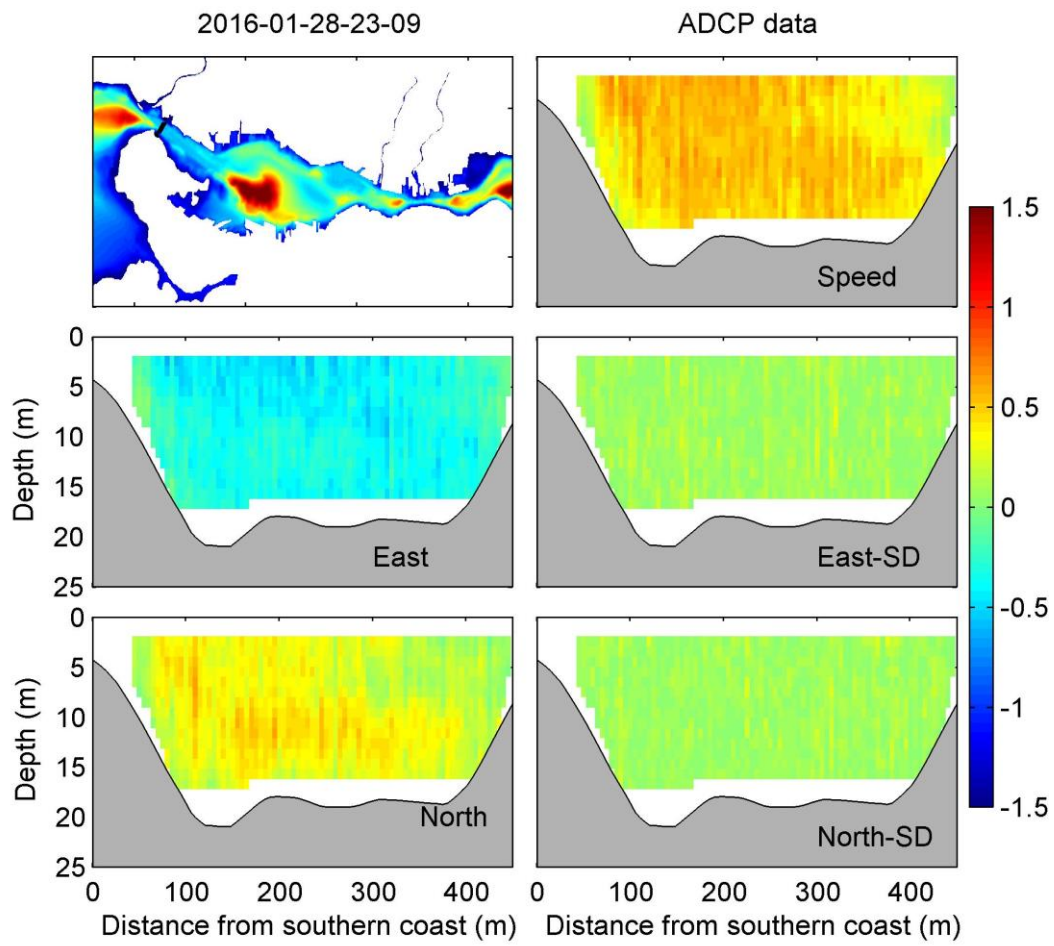 2016-01-28-23-09
ADCP data
Speed
0
5
10
15
20
25
Depth (m)
East
East-SD
1.5
1
0.5
0
-0.5
-1
-1.5
0
5
10
15
20
25
Depth (m)
North
North-SD
0 100 200 300 400
0 100 200 300 400
Distance from southern coast (m)
Distance from southern coast (m)